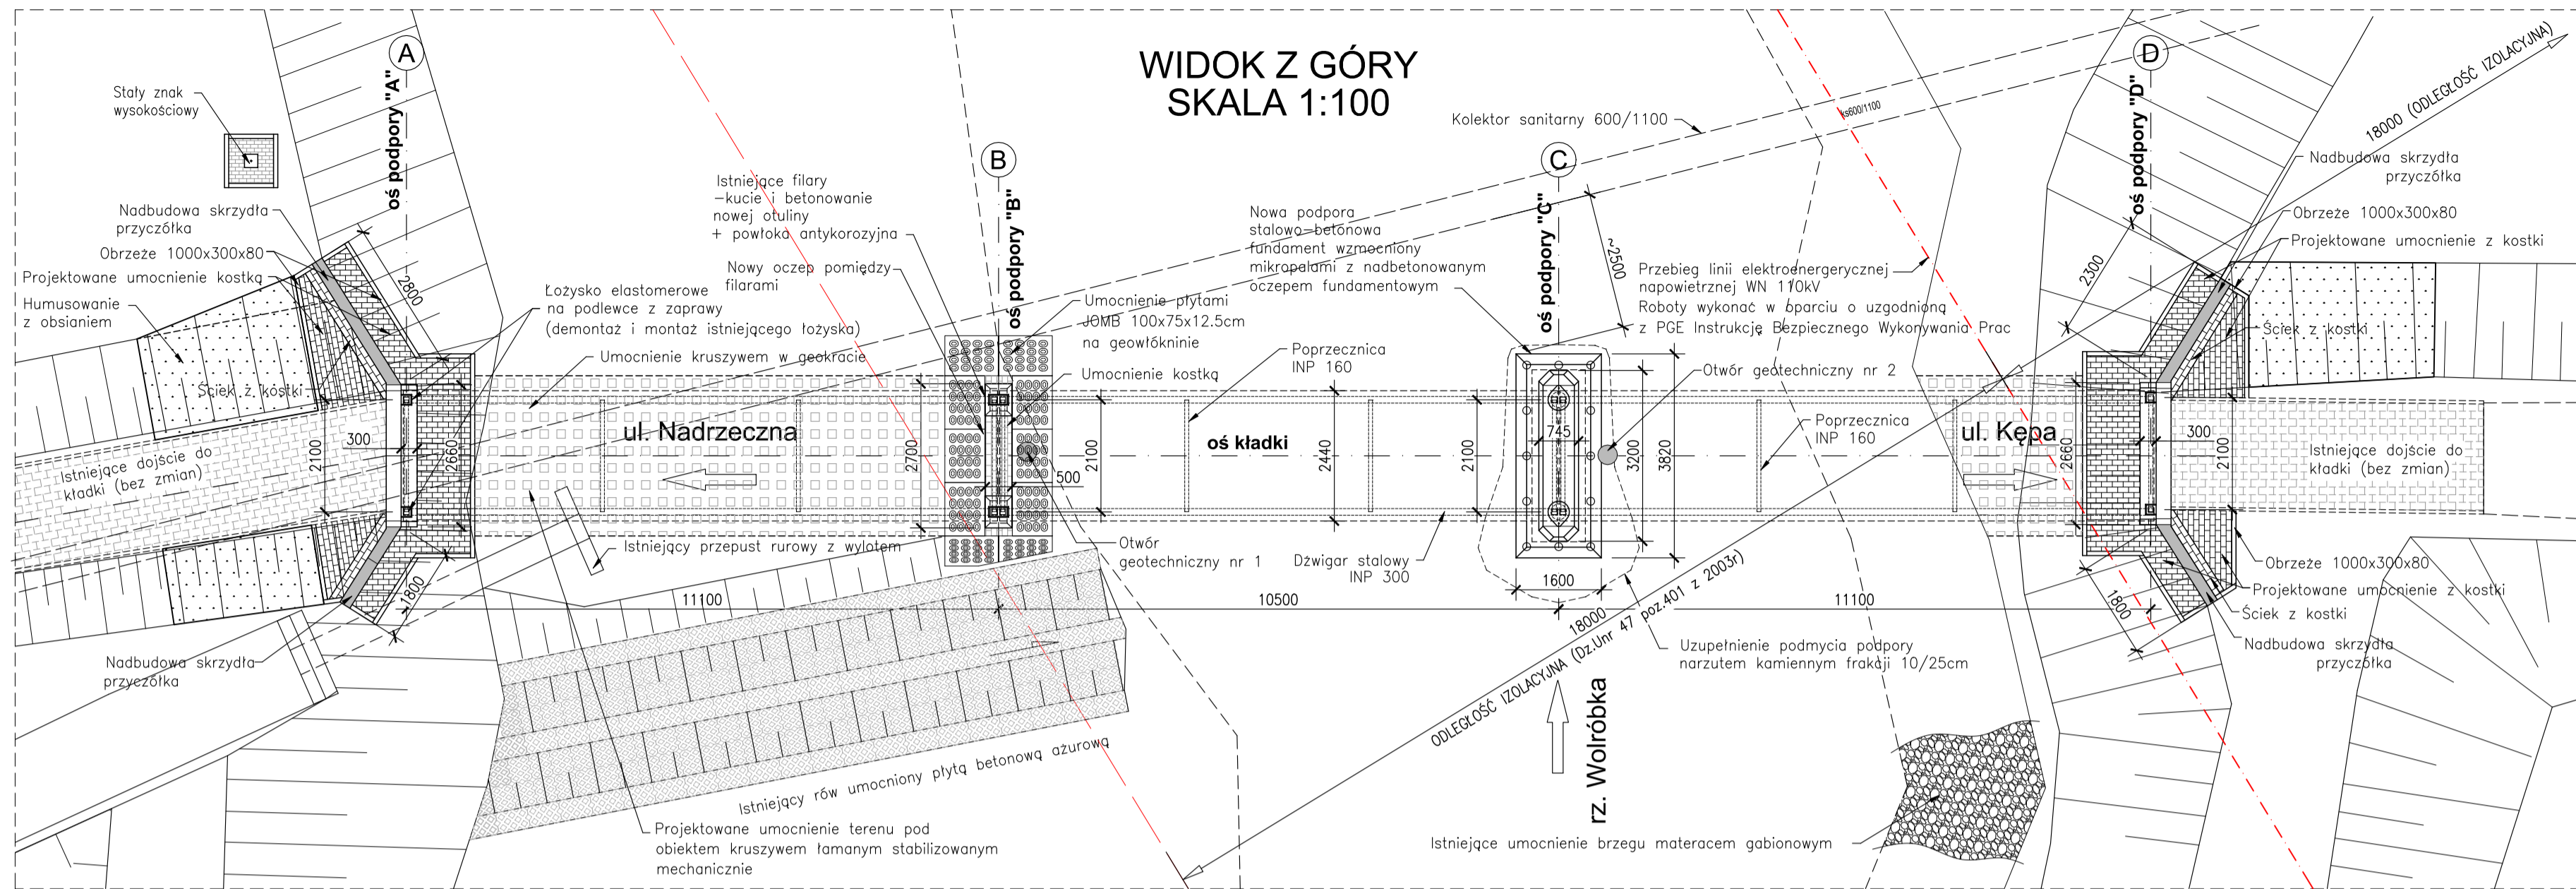 WIDOK Z GÓRY
SKALA 1:100
A
oś podpory "A"
B
oś podpory "B"
C
oś podpory "C"
D
oś podpory "D"
Stały znak
wysokościowy
Nadbudowa skrzydła
przyczółka
Obrzeże 1000x300x80
Projektowane umocnienie kostką
Humusowanie
z obsianiem
Ściek z kostki
Istniejące dojście do
kładki (bez zmian)
Nadbudowa skrzydła
przyczółka
2800
1800
2100
300
2660
Istniejące filary
-kucie i betonowanie
nowej otuliny
+ powłoka antykorozyjna
Nowy oczep pomiędzy
filarami
Łożysko elastomerowe
na podlewce z zaprawy
(demontaż i montaż istniejącego łożyska)
Umocnienie kruszywem w geokracie
ul. Nadrzeczna
2700
Istniejący przepust rurowy z wylotem
11100
Umocnienie płytami
JOMB 100x75x12.5cm
na geowłókninie
Umocnienie kostką
500
2100
Otwór
geotechniczny nr 1
Istniejący rów umocniony płytą betonową ażurową
Projektowane umocnienie terenu pod
obiektem kruszywem łamanym stabilizowanym
mechanicznie
Nowa podpora
stalowo-betonowa
fundament wzmocniony
mikropalami z nadbetonowanym
oczepem fundamentowym
Poprzecznica
INP 160
oś kładki
2440
2100
Dźwigar stalowy
INP 300
10500
745
3200
3820
1600
Kolektor sanitarny 600/1100
ks600/1100
~2500
Przebieg linii elektroenergerycznej
napowietrznej WN 110kV
Roboty wykonać w oparciu o uzgodnioną
z PGE Instrukcję Bezpiecznego Wykonywania Prac
Otwór geotechniczny nr 2
Poprzecznica
INP 160
ul. Kępa
11100
18000
ODLEGŁOŚĆ IZOLACYJNA (Dz.Unr 47 poz.401 z 2003r)
18000 (ODLEGŁOŚĆ IZOLACYJNA)
Uzupełnienie podmycia podpory
narzutem kamiennym frakcji 10/25cm
rz. Wolróbka
Istniejące umocnienie brzegu materacem gabionowym
2300
2660
300
2100
1800
Nadbudowa skrzydła
przyczółka
Obrzeże 1000x300x80
Projektowane umocnienie z kostki
Ściek z kostki
Istniejące dojście do
kładki (bez zmian)
Obrzeże 1000x300x80
Projektowane umocnienie z kostki
Ściek z kostki
Nadbudowa skrzydła
przyczółka